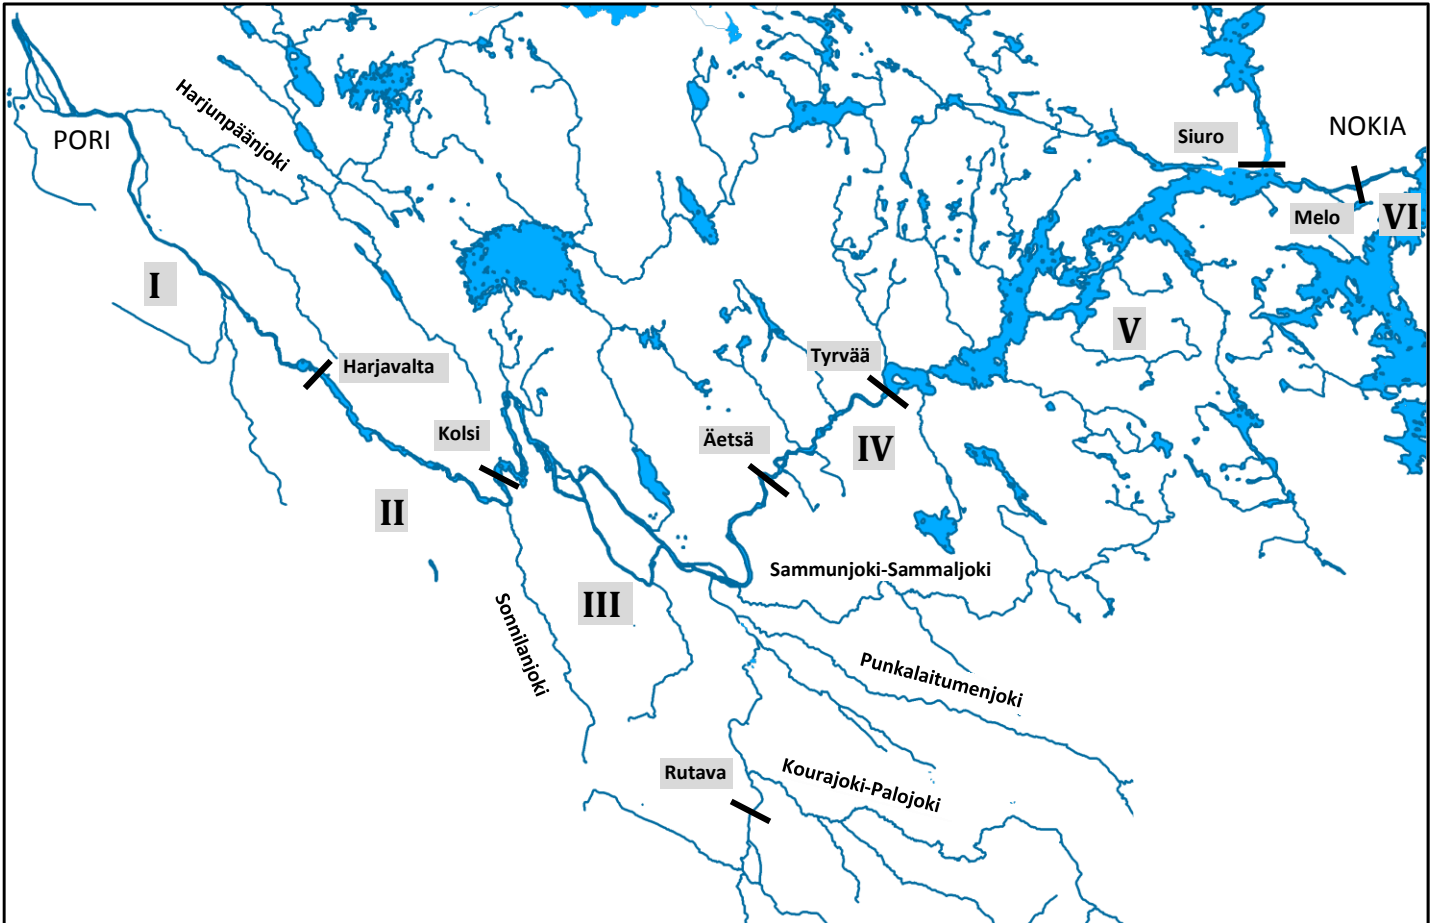 Siuro
NOKIA
PORI
Harjunpäänjoki
Melo
VI
I
V
Tyrvää
Harjavalta
Kolsi
Äetsä
IV
II
Sammunjoki-Sammaljoki
III
Sonnilanjoki
Punkalaitumenjoki
Rutava
Kourajoki-Palojoki